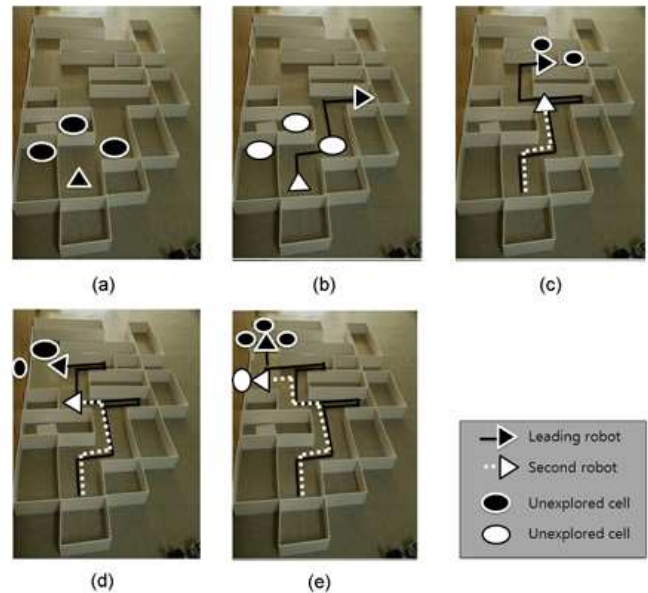 (a)
(b)
(c)
(d)
(e)
Leading robot
Second robot
Unexplored cell
Unexplored cell